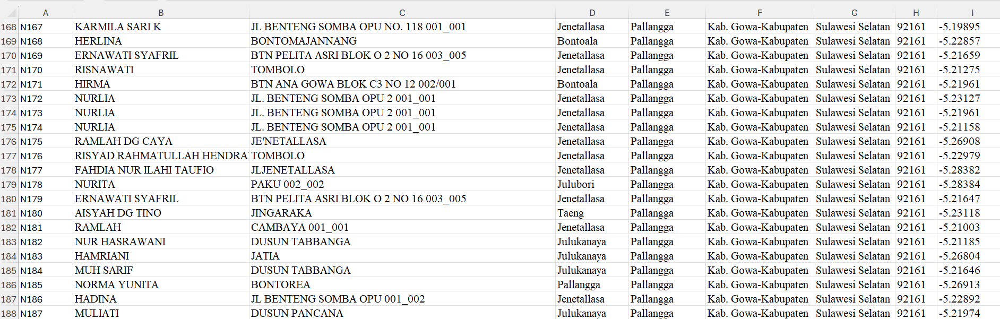 A B C D E F G H I
168 N167 KARMILA SARI K JL BENTENG SOMBA OPU NO. 118 001_001 Jenetallasa Pallangga Kab. Gowa-Kabupaten Sulawesi Selatan 92161 -5.19895
169 N168 HERLINA BONTOMAJANNANG Bontoala Pallangga Kab. Gowa-Kabupaten Sulawesi Selatan 92161 -5.22857
170 N169 ERNAWATI SYAFRIL BTN PELITA ASRI BLOK O 2 NO 16 003_005 Jenetallasa Pallangga Kab. Gowa-Kabupaten Sulawesi Selatan 92161 -5.21659
171 N170 RISNAWATI TOMBOLO Jenetallasa Pallangga Kab. Gowa-Kabupaten Sulawesi Selatan 92161 -5.21275
172 N171 HIRMA BTN ANA GOWA BLOK C3 NO 12 002/001 Bontoala Pallangga Kab. Gowa-Kabupaten Sulawesi Selatan 92161 -5.21961
173 N172 NURLIA JL. BENTENG SOMBA OPU 2 001_001 Jenetallasa Pallangga Kab. Gowa-Kabupaten Sulawesi Selatan 92161 -5.23127
174 N173 NURLIA JL. BENTENG SOMBA OPU 2 001_001 Jenetallasa Pallangga Kab. Gowa-Kabupaten Sulawesi Selatan 92161 -5.21961
175 N174 NURLIA JL. BENTENG SOMBA OPU 2 001_001 Jenetallasa Pallangga Kab. Gowa-Kabupaten Sulawesi Selatan 92161 -5.21158
176 N175 RAMLAH DG CAYA JE'NETALLASA Jenetallasa Pallangga Kab. Gowa-Kabupaten Sulawesi Selatan 92161 -5.26908
177 N176 RISYAD RAHMATULLAH HENDRA TOMBOLO Jenetallasa Pallangga Kab. Gowa-Kabupaten Sulawesi Selatan 92161 -5.22979
178 N177 FAHDIA NUR ILAHI TAUFIO JLJENETALLASA Jenetallasa Pallangga Kab. Gowa-Kabupaten Sulawesi Selatan 92161 -5.28382
179 N178 NURITA PAKU 002_002 Julubori Pallangga Kab. Gowa-Kabupaten Sulawesi Selatan 92161 -5.28384
180 N179 ERNAWATI SYAFRIL BTN PELITA ASRI BLOK O 2 NO 16 003_005 Jenetallasa Pallangga Kab. Gowa-Kabupaten Sulawesi Selatan 92161 -5.21647
181 N180 AISYAH DG TINO JINGARAKA Taeng Pallangga Kab. Gowa-Kabupaten Sulawesi Selatan 92161 -5.23118
182 N181 RAMLAH CAMBAYA 001_001 Jenetallasa Pallangga Kab. Gowa-Kabupaten Sulawesi Selatan 92161 -5.21003
183 N182 NUR HASRAWANI DUSUN TABBANGA Julukanaya Pallangga Kab. Gowa-Kabupaten Sulawesi Selatan 92161 -5.21185
184 N183 HAMRIANI JATIA Julukanaya Pallangga Kab. Gowa-Kabupaten Sulawesi Selatan 92161 -5.26804
185 N184 MUH SARIF DUSUN TABBANGA Julukanaya Pallangga Kab. Gowa-Kabupaten Sulawesi Selatan 92161 -5.21646
186 N185 NORMA YUNITA BONTOREA Pallangga Pallangga Kab. Gowa-Kabupaten Sulawesi Selatan 92161 -5.26913
187 N186 HADINA JL BENTENG SOMBA OPU 001_002 Jenetallasa Pallangga Kab. Gowa-Kabupaten Sulawesi Selatan 92161 -5.22892
188 N187 MULIATI DUSUN PANCANA Julukanaya Pallangga Kab. Gowa-Kabupaten Sulawesi Selatan 92161 -5.21974